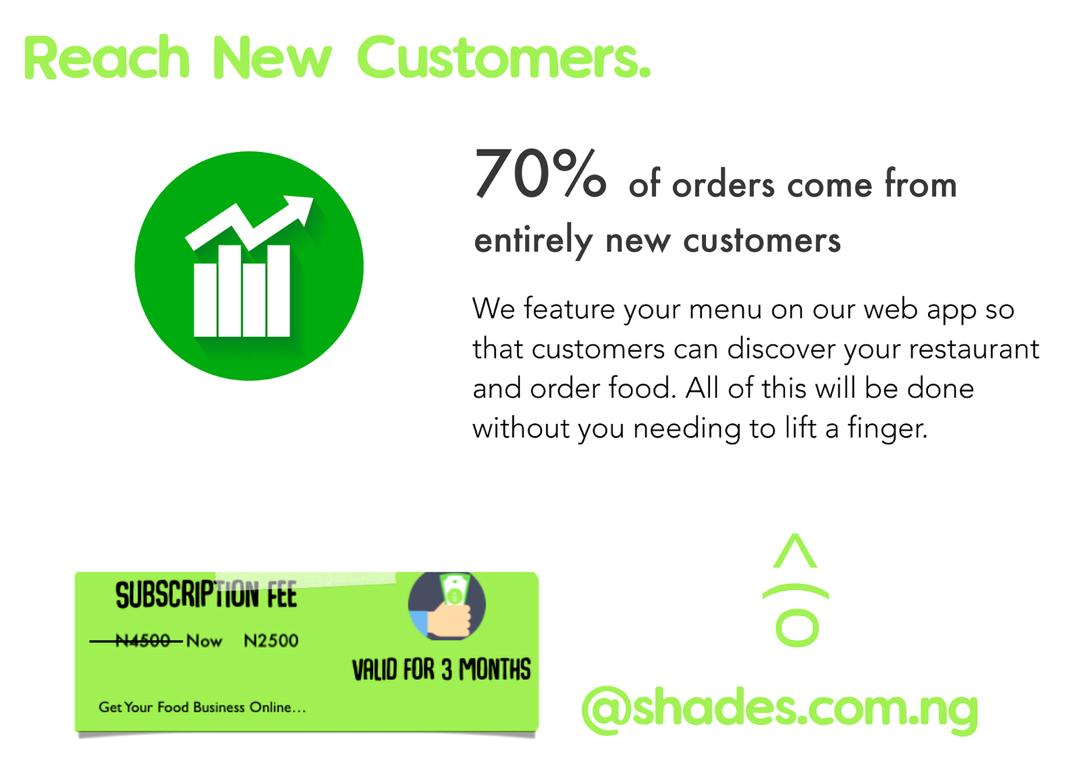 Reach New Customers.
70% of orders come from
entirely new customers
We feature your menu on our web app so
that customers can discover your restaurant
and order food. All of this will be done
without you needing to lift a finger.
SUBSCRIPTION FEE
N4500 Now N2500
VALID FOR 3 MONTHS
Get Your Food Business Online...
@shades.com.ng